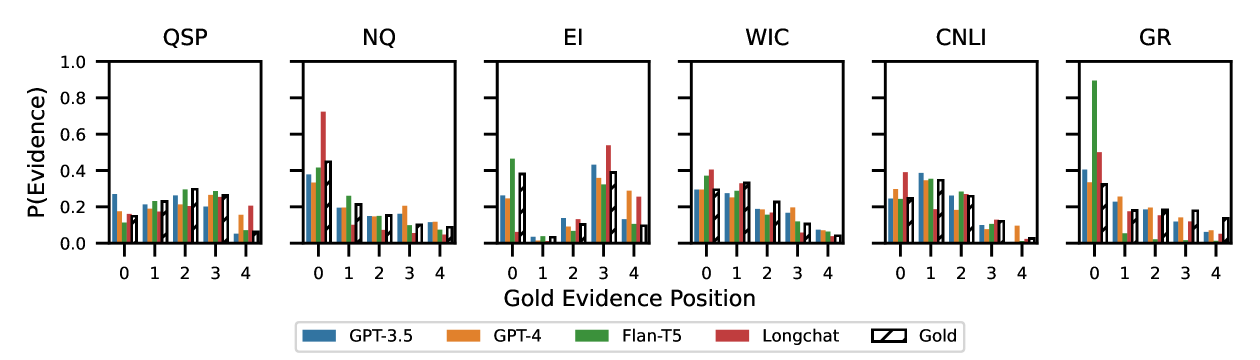 QSP NQ EI WIC CNLI GR
P(Evidence)
1.0
0.8
0.6
0.4
0.2
0.0
0 1 2 3 4 0 1 2 3 4 0 1 2 3 4 0 1 2 3 4 0 1 2 3 4 0 1 2 3 4
Gold Evidence Position
GPT-3.5 GPT-4 Flan-T5 Longchat Gold